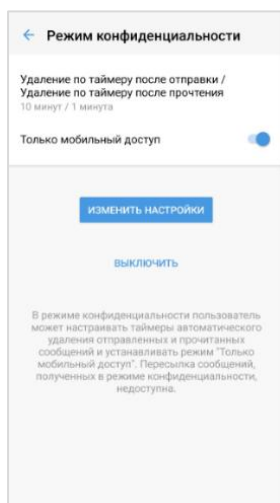 Режим конфиденциальности
Удаление по таймеру после отправки /
Удаление по таймеру после прочтения
10 минут / 1 минута
Только мобильный доступ
ИЗМЕНИТЬ НАСТРОЙКИ
ВЫКЛЮЧИТЬ
В режиме конфиденциальности пользователь
может настраивать таймеры автоматического
удаления отправленных и прочитанных
сообщений и устанавливать режим "Только
мобильный доступ". Пересылка сообщений,
полученных в режиме конфиденциальности,
недоступна.